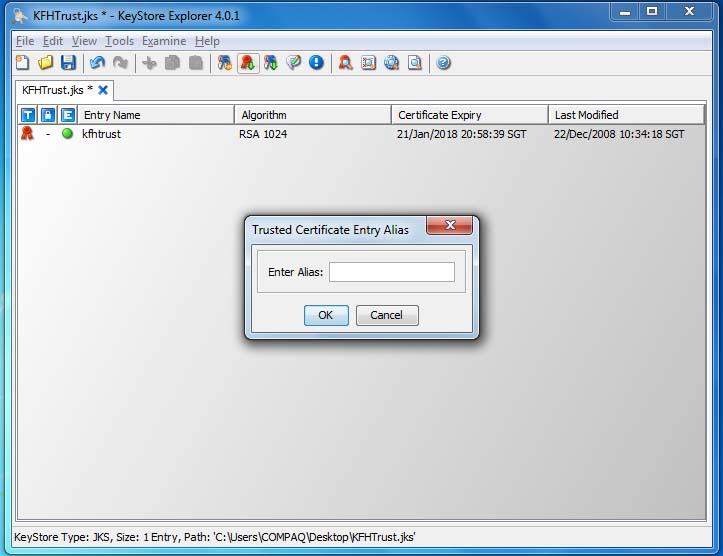 KFHTrust.jks * - KeyStore Explorer 4.0.1
File Edit View Tools Examine Help
KFHTrust.jks *
T E Entry Name Algorithm Certificate Expiry Last Modified
- kfhtrust RSA 1024 21/Jan/2018 20:58:39 SGT 22/Dec/2008 10:34:18 SGT
Trusted Certificate Entry Alias
Enter Alias:
OK Cancel
KeyStore Type: JKS, Size: 1 Entry, Path: 'C:\Users\COMPAQ\Desktop\KFHTrust.jks'